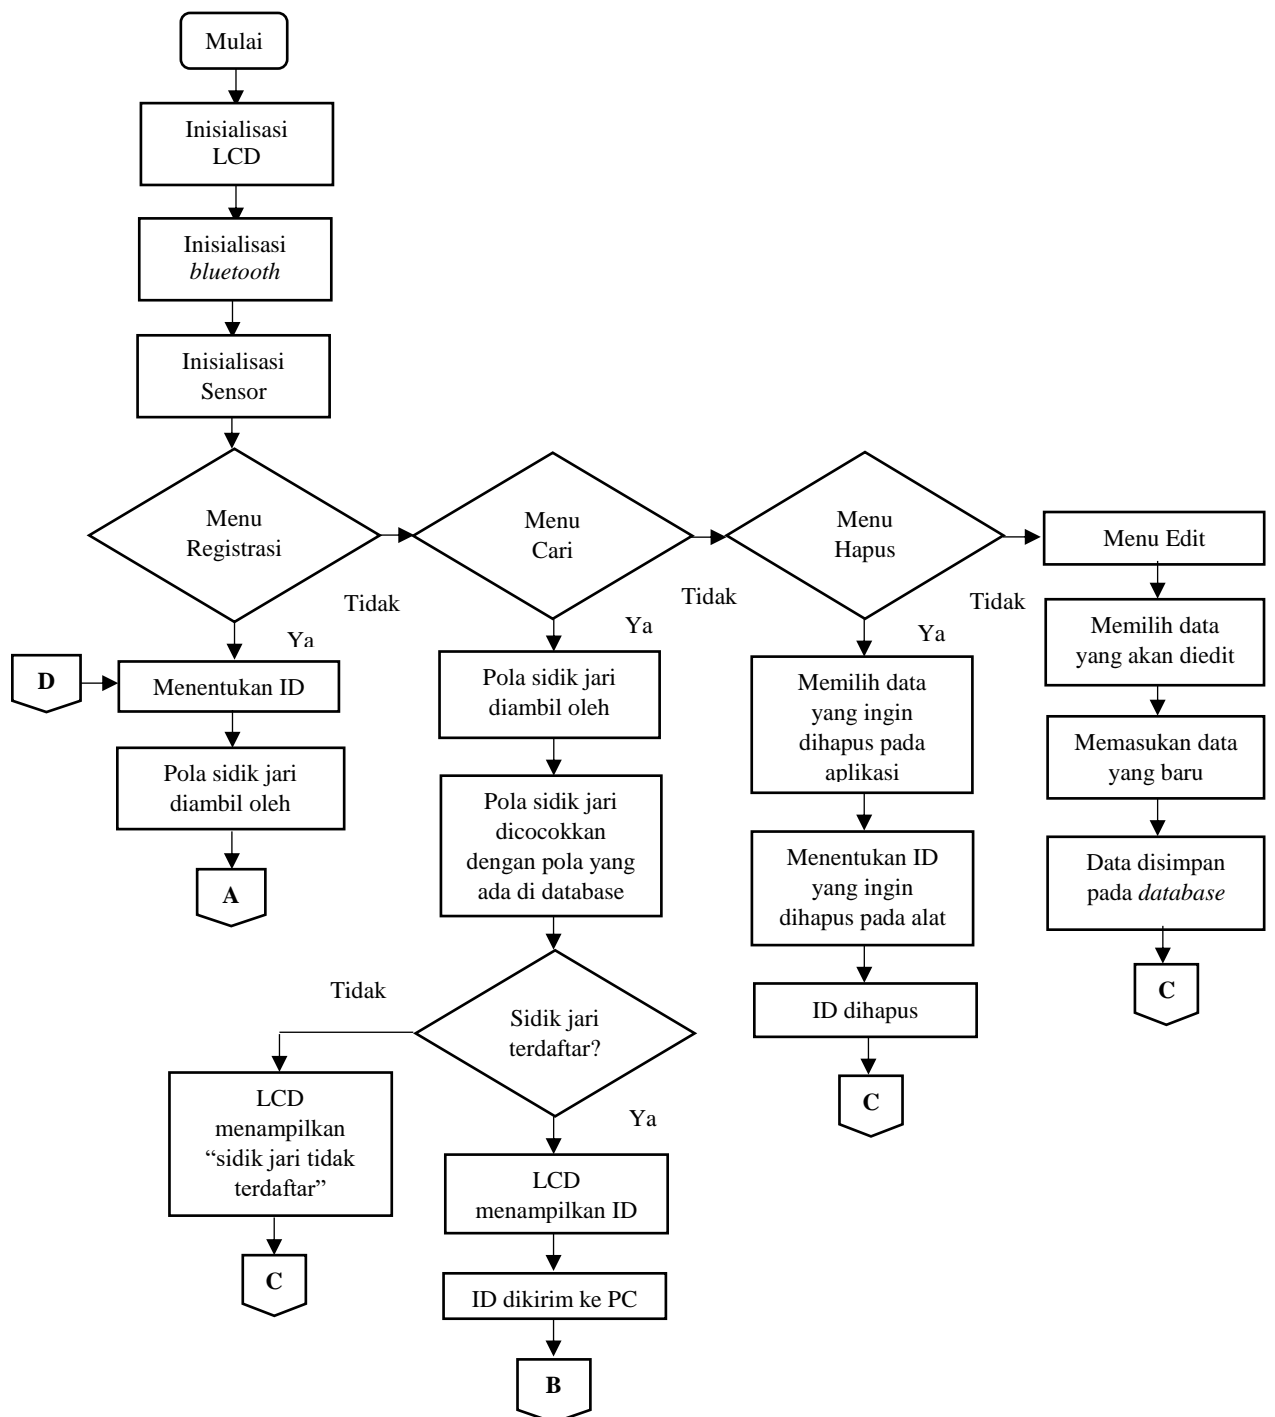 Mulai
Inisialisasi
LCD
Inisialisasi
bluetooth
Inisialisasi
Sensor
Menu
Registrasi
Tidak
Ya
Menu
Cari
Tidak
Ya
Menu
Hapus
Tidak
Ya
Menu Edit
D
Menentukan ID
Pola sidik jari
diambil oleh
A
Pola sidik jari
diambil oleh
Pola sidik jari
dicocokkan
dengan pola yang
ada di database
Sidik jari
terdaftar?
Tidak
Ya
LCD
menampilkan
“sidik jari tidak
terdaftar”
C
LCD
menampilkan ID
ID dikirim ke PC
B
Memilih data
yang ingin
dihapus pada
aplikasi
Menentukan ID
yang ingin
dihapus pada alat
ID dihapus
C
Memilih data
yang akan diedit
Memasukan data
yang baru
Data disimpan
pada database
C